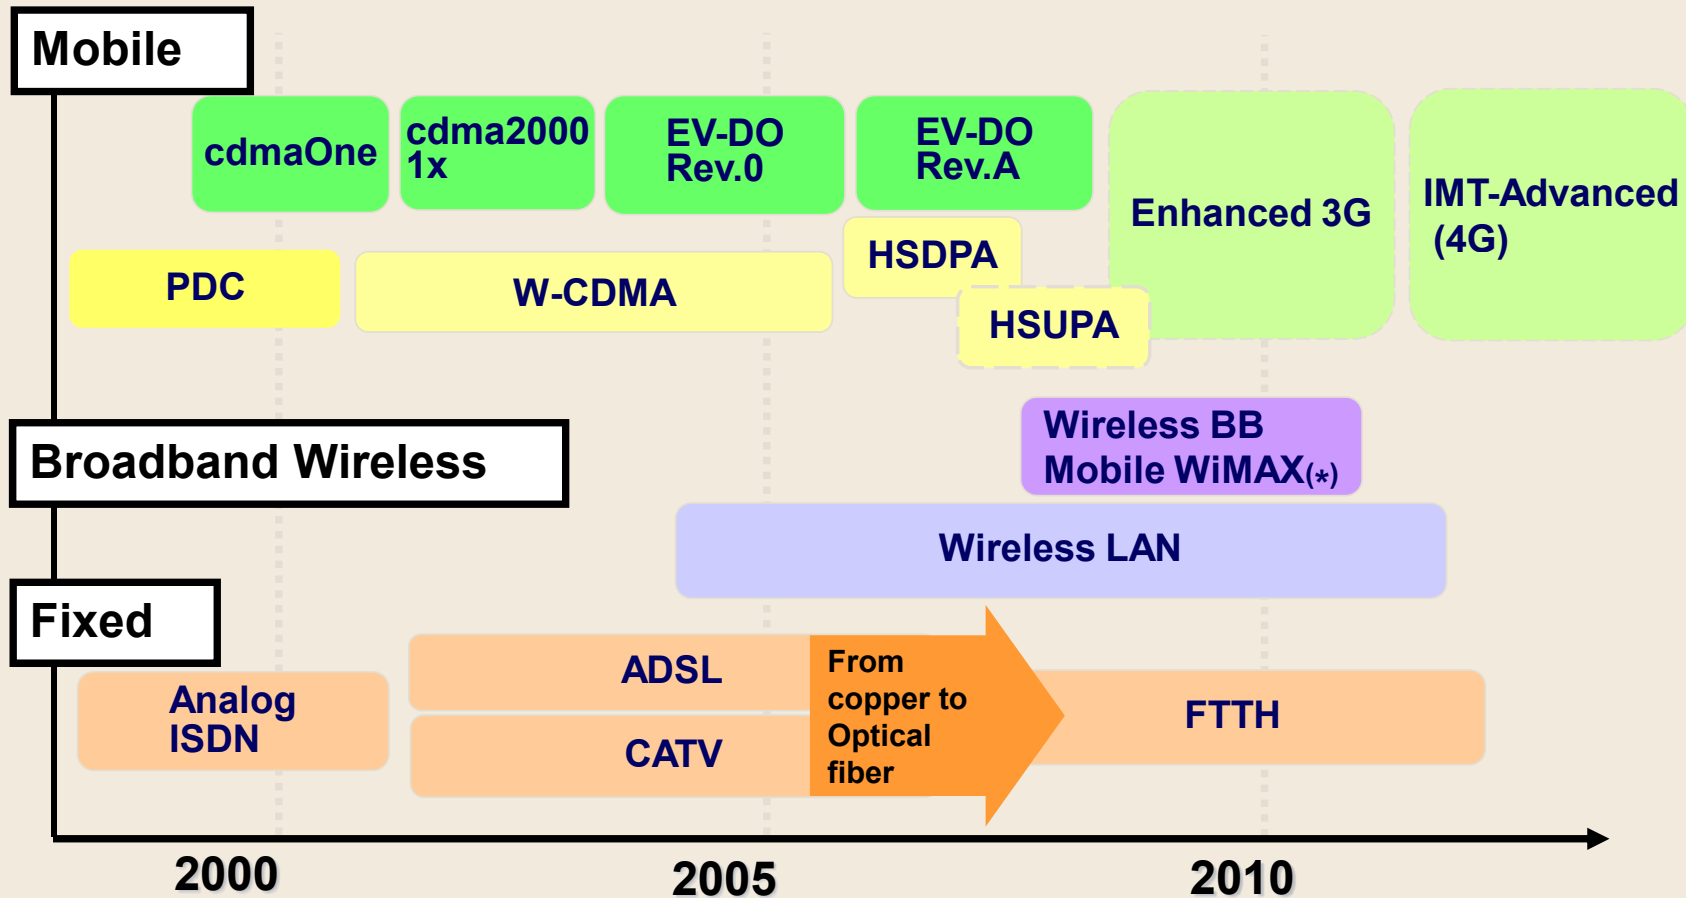 Mobile
cdmaOne
cdma2000
1x
EV-DO
Rev.0
EV-DO
Rev.A
Enhanced 3G
IMT-Advanced
(4G)
PDC
W-CDMA
HSDPA
HSUPA
Broadband Wireless
Wireless BB
Mobile WiMAX(*)
Wireless LAN
Fixed
Analog
ISDN
ADSL
CATV
From
copper to
Optical
fiber
FTTH
2000
2005
2010